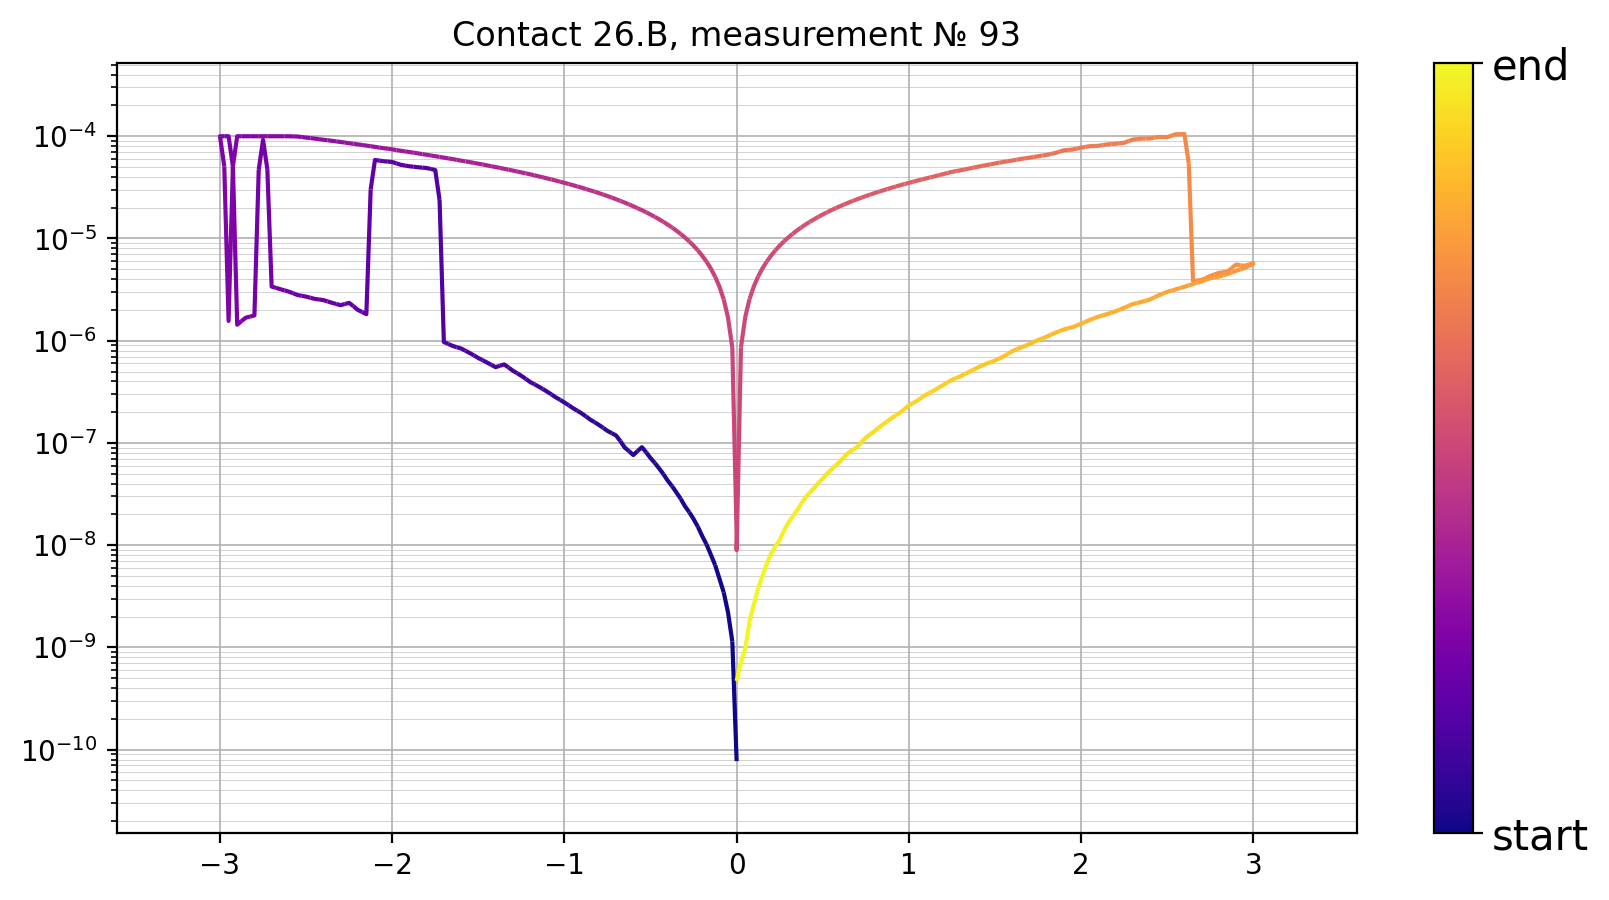 Contact 26.B, measurement № 93
10⁻⁴
10⁻⁵
10⁻⁶
10⁻⁷
10⁻⁸
10⁻⁹
10⁻¹⁰
−3 −2 −1 0 1 2 3
end
start